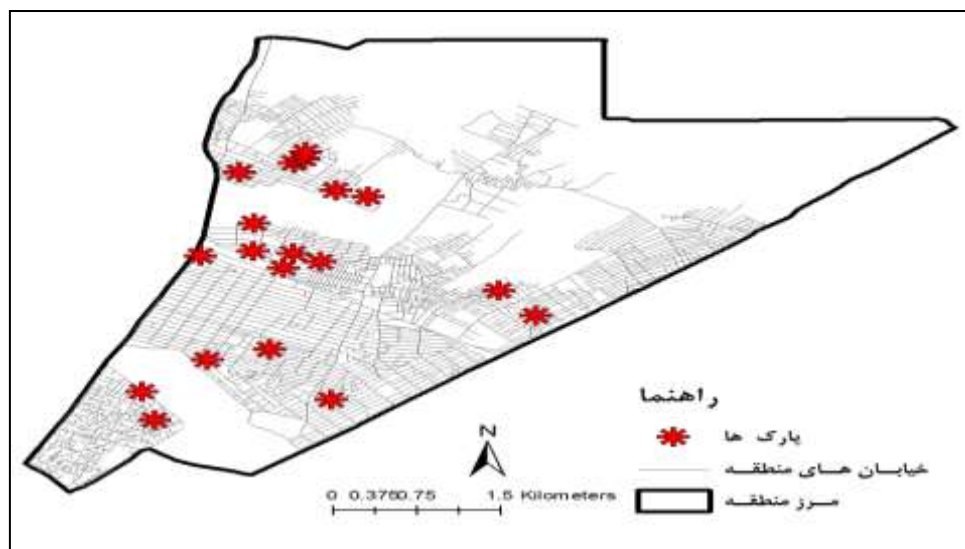 راهنما
پارک ها
خیابان های منطقه
مرز منطقه
N
0 0.375 0.75 1.5 Kilometers